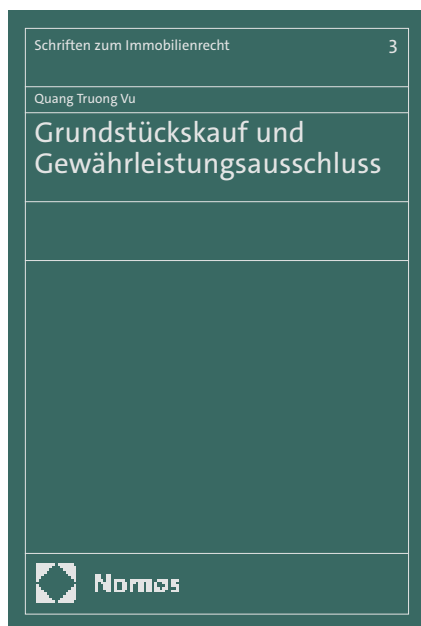 Schriften zum Immobilienrecht 3
Quang Truong Vu
Grundstückskauf und
Gewährleistungsausschluss
Nomos